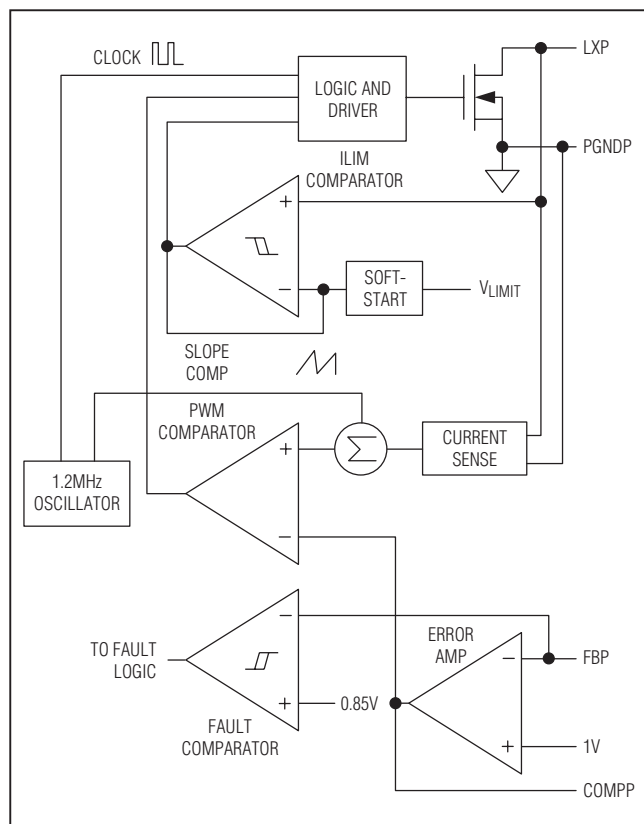 CLOCK
LOGIC AND
DRIVER
LXP
PGNDP
ILIM
COMPARATOR
+
−
SOFT-
START
VLIMIT
SLOPE
COMP
PWM
COMPARATOR
+
−
Σ
CURRENT
SENSE
1.2MHz
OSCILLATOR
TO FAULT
LOGIC
−
+
0.85V
FAULT
COMPARATOR
ERROR
AMP
−
+
FBP
1V
COMPP